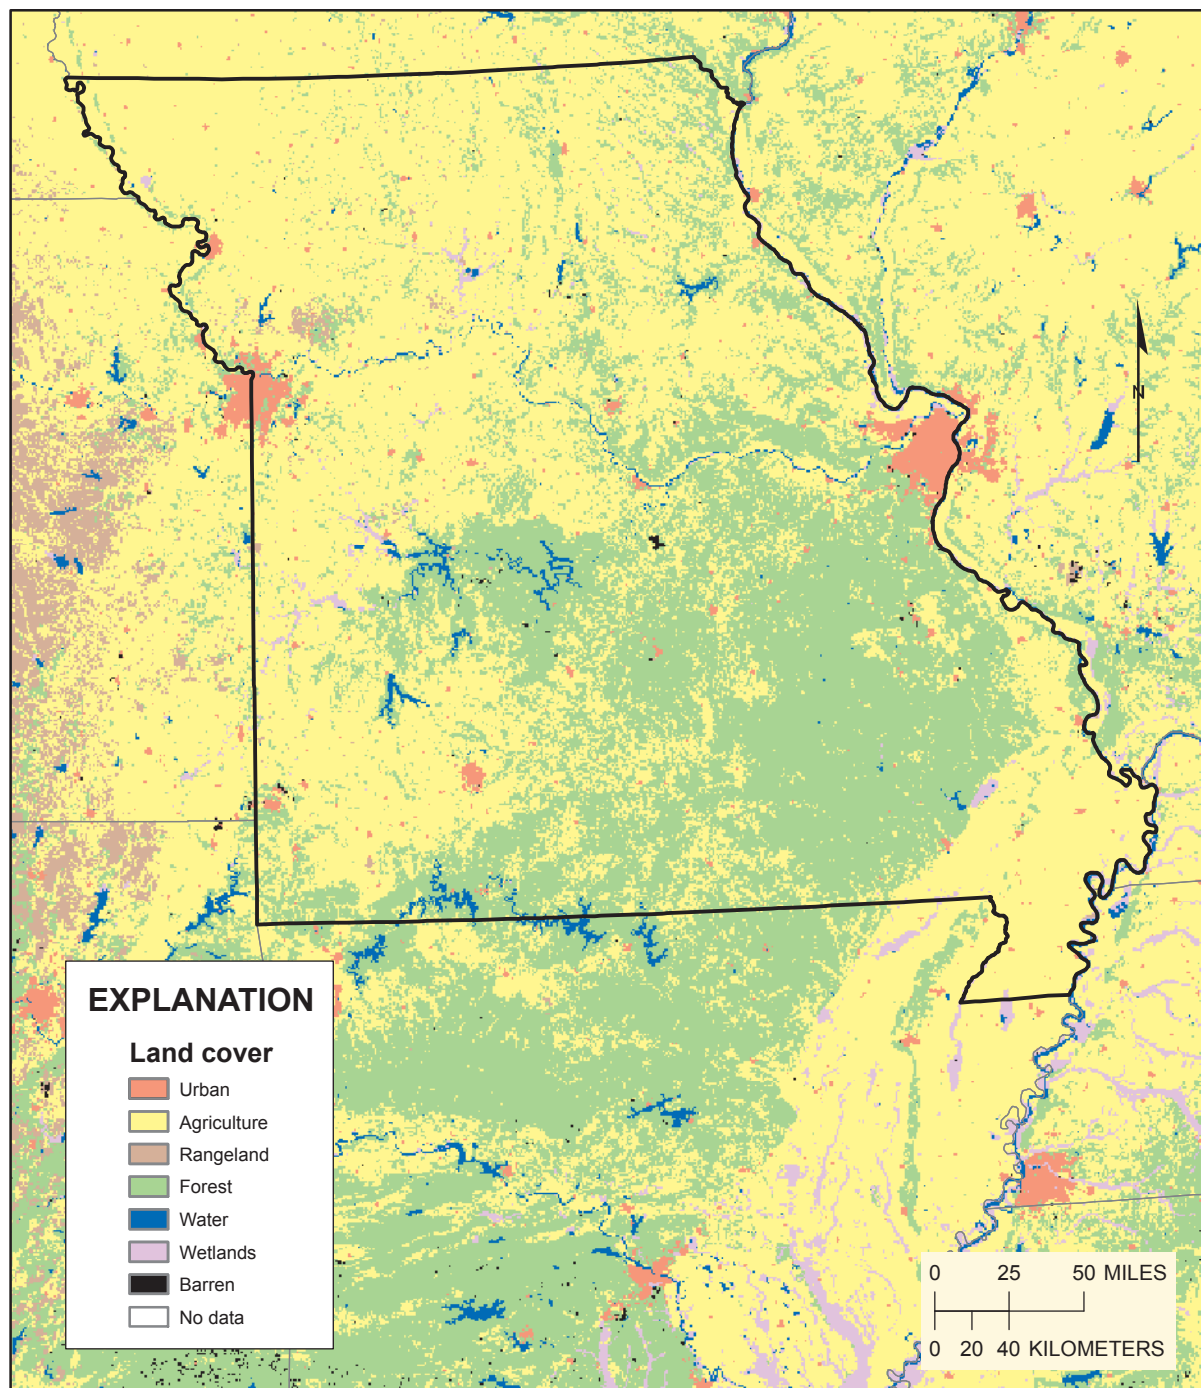 N
EXPLANATION
Land cover
Urban
Agriculture
Rangeland
Forest
Water
Wetlands
Barren
No data
0 25 50 MILES
0 20 40 KILOMETERS